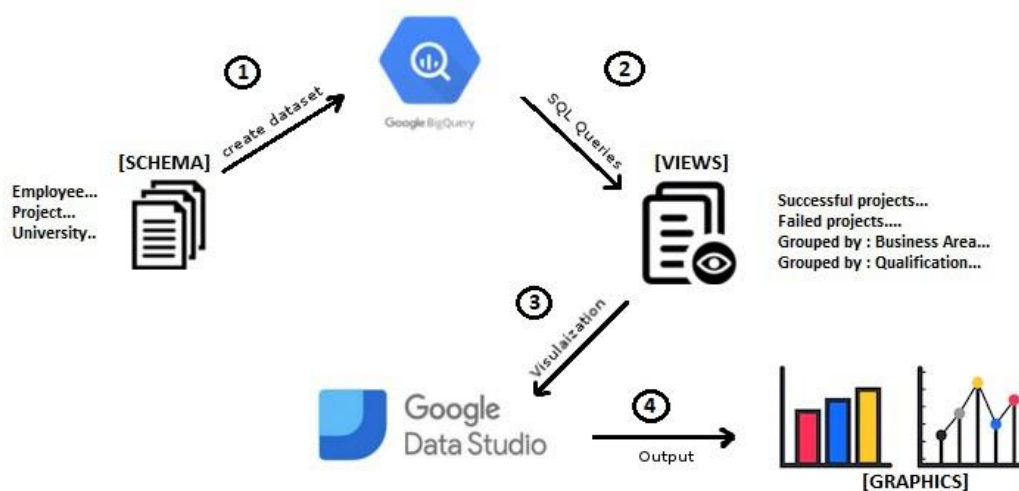 1
create dataset
Google BigQuery
2
SQL Queries
[SCHEMA]
Employee...
Project...
University..
[VIEWS]
Successful projects...
Failed projects....
Grouped by : Business Area...
Grouped by : Qualification...
3
Visulaization
Google
Data Studio
4
Output
[GRAPHICS]